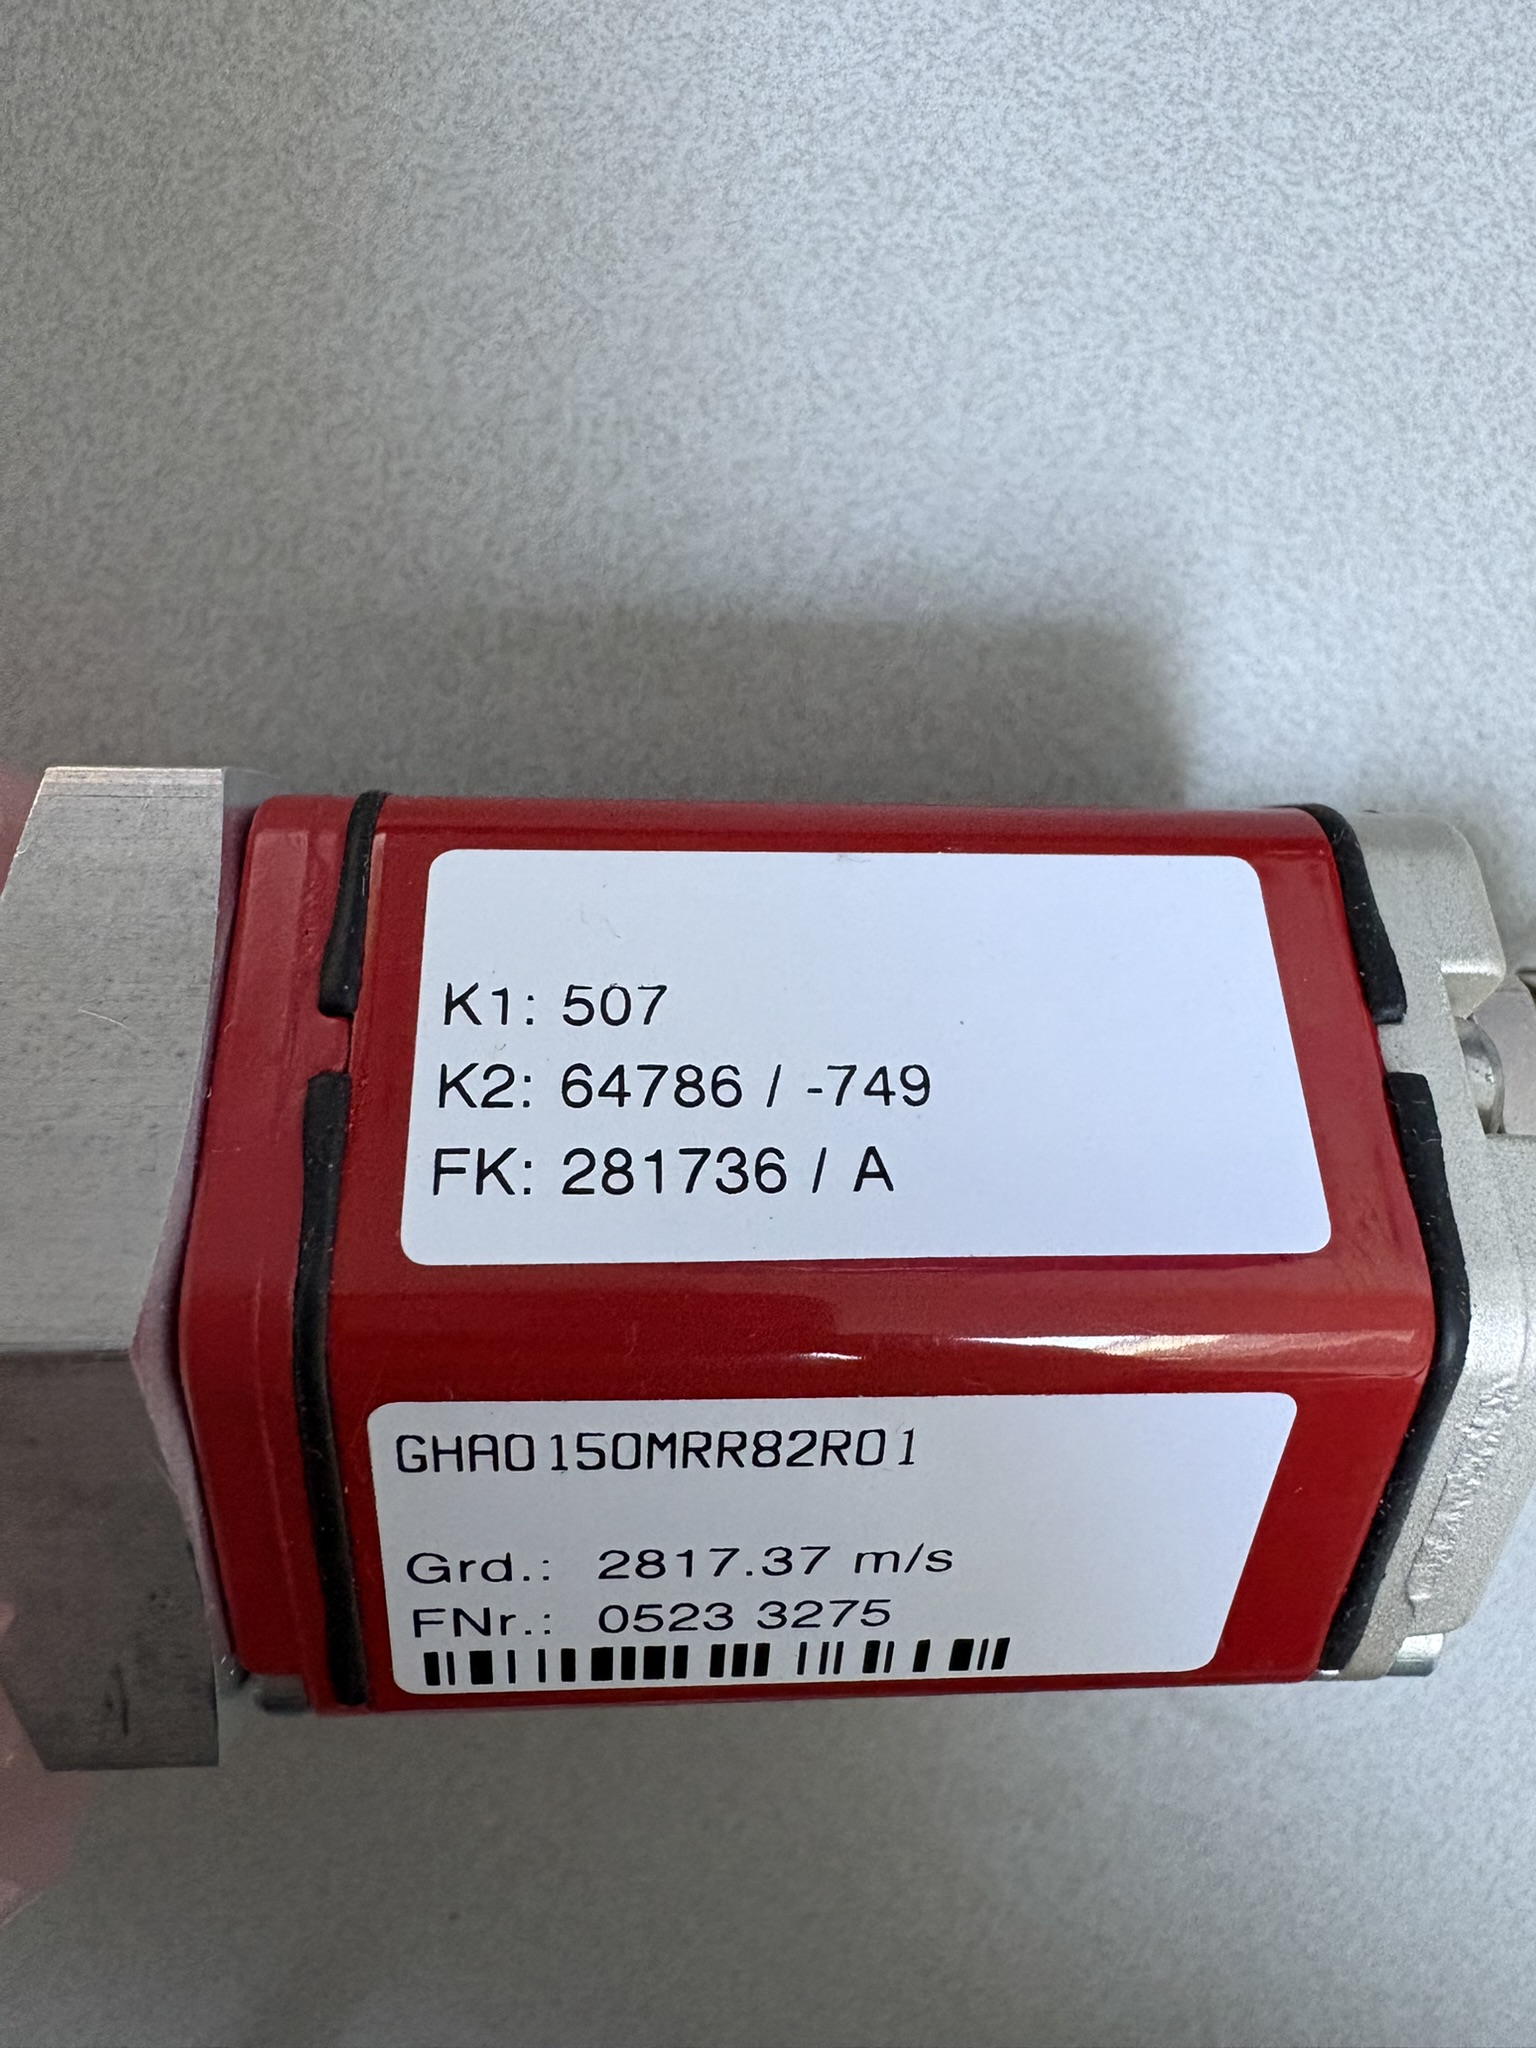 K1: 507
K2: 64786 / -749
FK: 281736 / A
GHA0150MRR82R01
Grd.: 2817.37 m/s
FNr.: 0523 3275